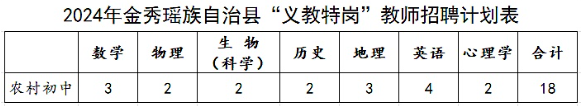 2024年金秀瑶族自治县“义教特岗”教师招聘计划表
数学 物理 生 物 （科学） 历史 地理 英语 心理学 合计
农村初中 3 2 2 2 3 4 2 18